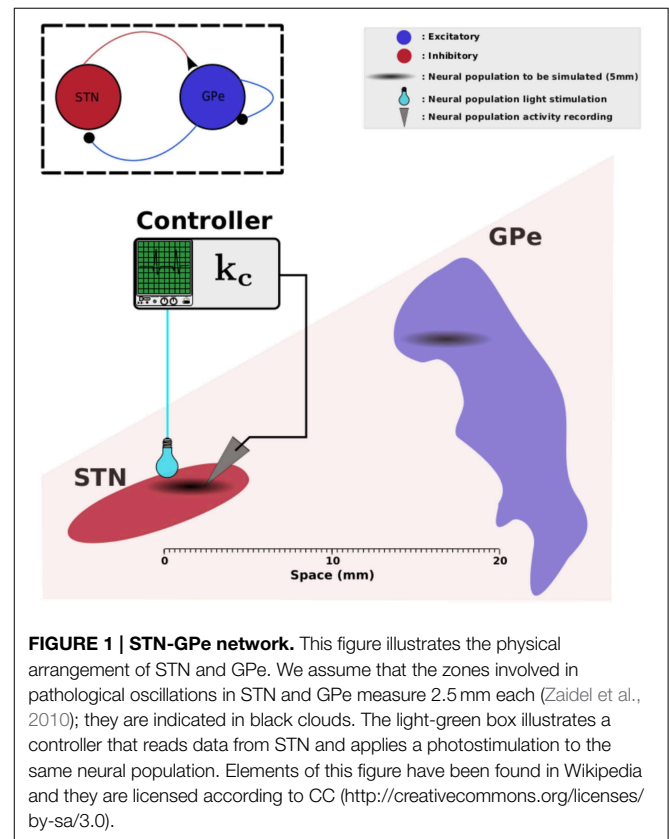 STN
GPe
: Excitatory
: Inhibitory
: Neural population to be simulated (5mm)
: Neural population light stimulation
: Neural population activity recording
Controller
k_c
GPe
STN
0 10 20
Space (mm)
FIGURE 1 | STN-GPe network. This figure illustrates the physical
arrangement of STN and GPe. We assume that the zones involved in
pathological oscillations in STN and GPe measure 2.5 mm each (Zaidel et al.,
2010); they are indicated in black clouds. The light-green box illustrates a
controller that reads data from STN and applies a photostimulation to the
same neural population. Elements of this figure have been found in Wikipedia
and they are licensed according to CC (http://creativecommons.org/licenses/
by-sa/3.0).